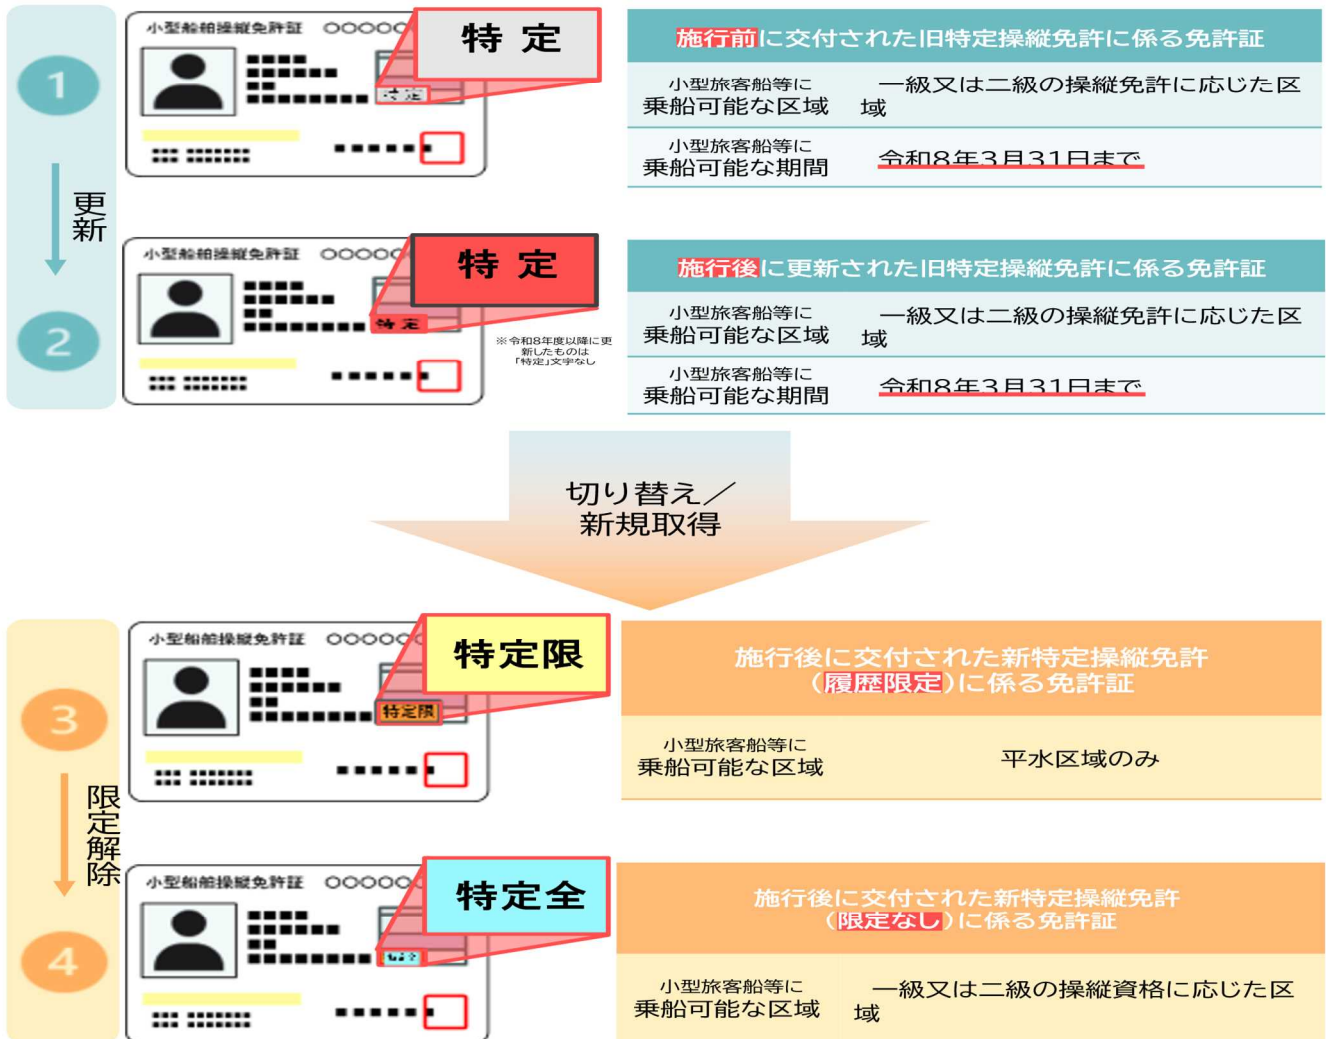 小型船舶操縦免許証 〇〇〇〇
特 定
特 定
1
施行前に交付された旧特定操縦免許に係る免許証
小型旅客船等に
乗船可能な区域
一級又は二級の操縦免許に応じた区
域
小型旅客船等に
乗船可能な期間
令和8年3月31日まで
更新
小型船舶操縦免許証 〇〇〇〇
特 定
特 定
2
※令和8年度以降に更
新したものは
「特定」文字なし
施行後に更新された旧特定操縦免許に係る免許証
小型旅客船等に
乗船可能な区域
一級又は二級の操縦免許に応じた区
域
小型旅客船等に
乗船可能な期間
令和8年3月31日まで
切り替え／
新規取得
小型船舶操縦免許証 〇〇〇〇〇
特定限
特定限
3
施行後に交付された新特定操縦免許
（履歴限定）に係る免許証
小型旅客船等に
乗船可能な区域
平水区域のみ
限定解除
小型船舶操縦免許証 〇〇〇〇〇
特定全
4
施行後に交付された新特定操縦免許
（限定なし）に係る免許証
小型旅客船等に
乗船可能な区域
一級又は二級の操縦資格に応じた区
域